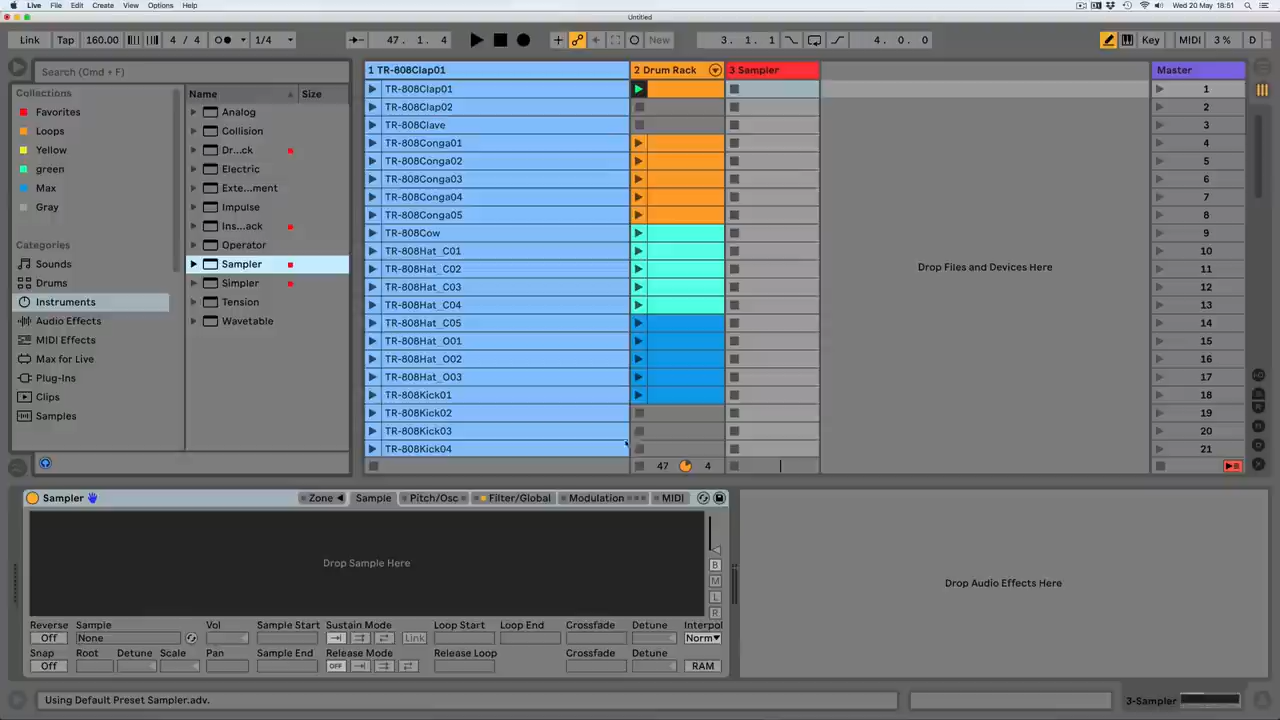 Live File Edit Create View Options Help Wed 20 May 18:51
Untitled
Link Tap 160.00 4 / 4 1/4 47. 1. 4 New 3. 1. 1 4. 0. 0 Key MIDI 3 % D
Search (Cmd + F)
Collections
Favorites
Loops
Yellow
green
Max
Gray
Categories
Sounds
Drums
Instruments
Audio Effects
MIDI Effects
Max for Live
Plug-Ins
Clips
Samples
Name Size
Analog
Collision
Dr...ck
Electric
Exte...ment
Impulse
Ins...ack
Operator
Sampler
Simpler
Tension
Wavetable
1 TR-808Clap01 2 Drum Rack 3 Sampler Master
TR-808Clap01 1
TR-808Clap02 2
TR-808Clave 3
TR-808Conga01 4
TR-808Conga02 5
TR-808Conga03 6
TR-808Conga04 7
TR-808Conga05 8
TR-808Cow 9
TR-808Hat_C01 10
TR-808Hat_C02 11
Drop Files and Devices Here
TR-808Hat_C03 12
TR-808Hat_C04 13
TR-808Hat_C05 14
TR-808Hat_O01 15
TR-808Hat_O02 16
TR-808Hat_O03 17
TR-808Kick01 18
TR-808Kick02 19
TR-808Kick03 20
TR-808Kick04 21
47 4
Sampler Zone Sample Pitch/Osc Filter/Global Modulation MIDI
Drop Sample Here
B
M
L
R
Reverse Sample Vol Sample Start Sustain Mode Loop Start Loop End Crossfade Detune Interpol
Off None Link Norm
Snap Root Detune Scale Pan Sample End Release Mode Release Loop Crossfade Detune
Off OFF RAM
Drop Audio Effects Here
Using Default Preset Sampler.adv. 3-Sampler